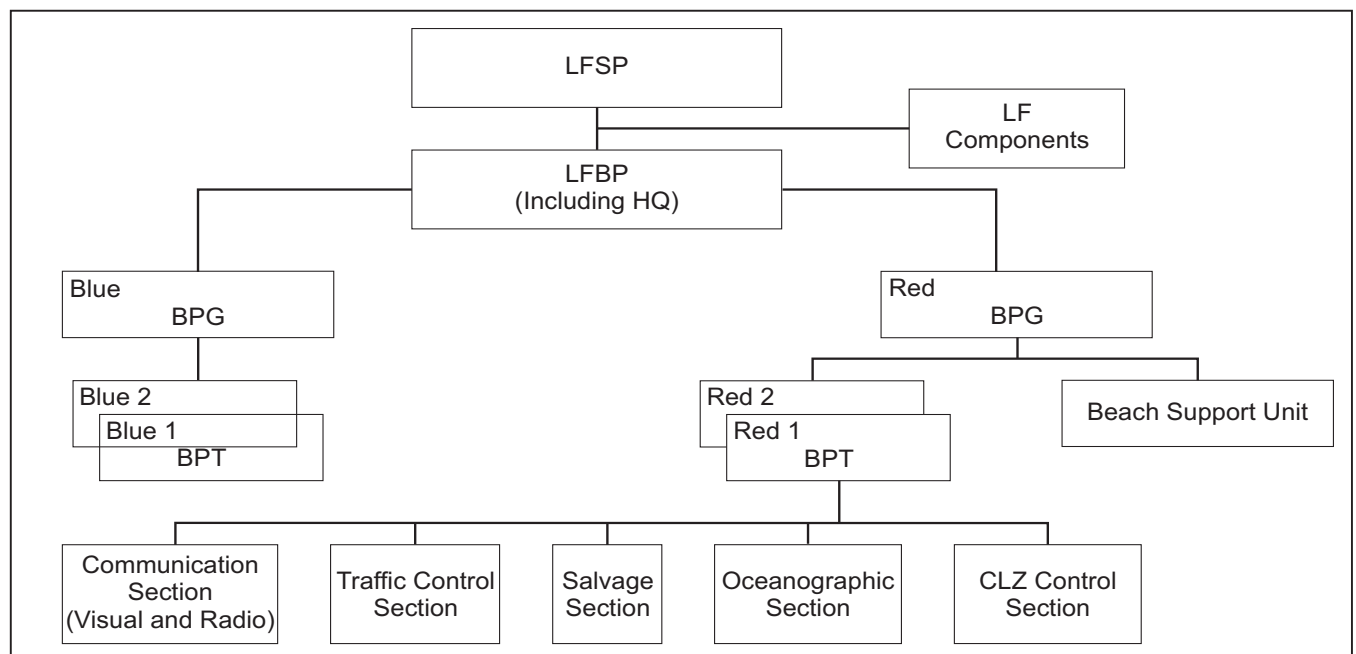 LFSP
LF
Components
LFBP
(Including HQ)
Blue
BPG
Red
BPG
Blue 2
Blue 1
BPT
Red 2
Red 1
BPT
Beach Support Unit
Communication
Section
(Visual and Radio)
Traffic Control
Section
Salvage
Section
Oceanographic
Section
CLZ Control
Section